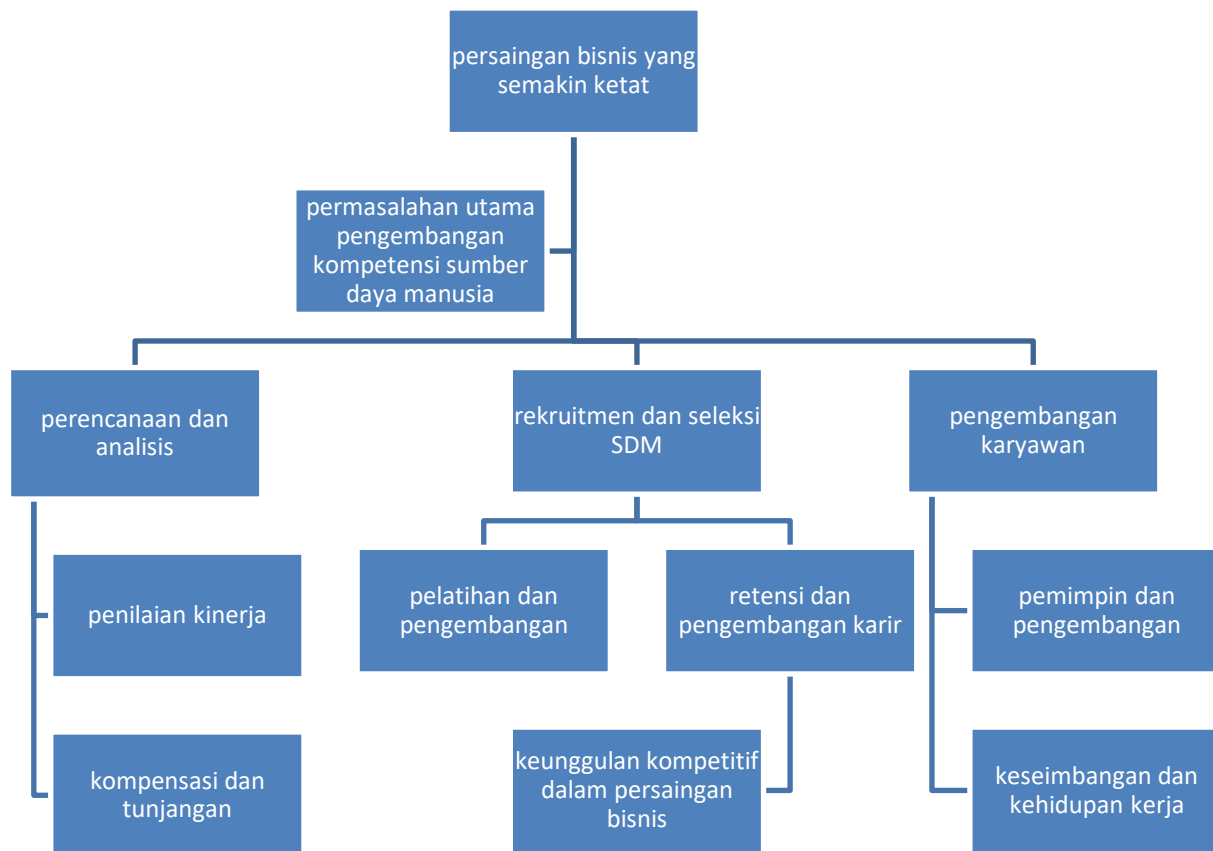 persaingan bisnis yang
semakin ketat
permasalahan utama
pengembangan
kompetensi sumber
daya manusia
perencanaan dan
analisis
rekruitmen dan seleksi
SDM
pengembangan
karyawan
penilaian kinerja
pelatihan dan
pengembangan
retensi dan
pengembangan karir
pemimpin dan
pengembangan
kompensasi dan
tunjangan
keunggulan kompetitif
dalam persaingan
bisnis
keseimbangan dan
kehidupan kerja